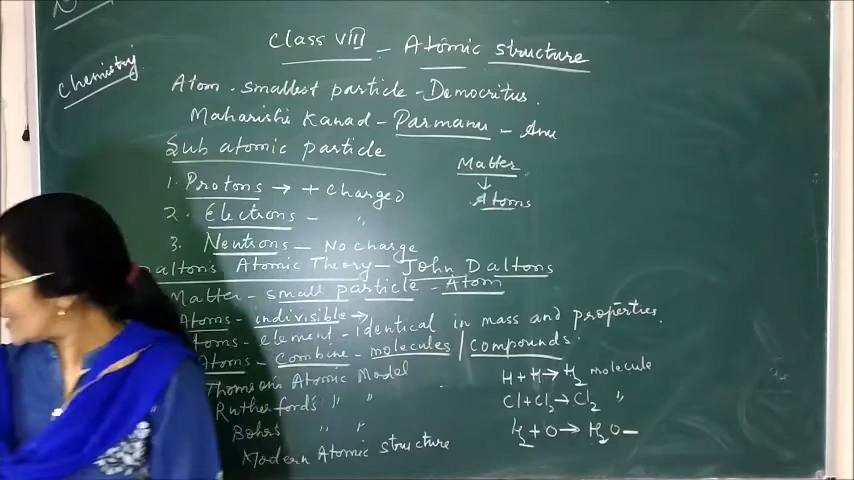 Class VIII - Atomic structure
Chemistry
Atom - smallest particle - Democritus.
Maharishi Kanad - Parmanu - Anu
Sub atomic particle
Matter
↓
Atoms
1. Protons → + charged
2. Electrons - "
3. Neutrons - No charge
Daltons Atomic Theory - John Daltons
Matter - small particle - Atom
Atoms - indivisible →
Atoms - element - Identical in mass and properties.
Atoms - combine - molecules / compounds.
Thomson's Atomic Model
Rutherford's " "
Bohrs " "
Modern Atomic structure
H + H → H2 molecule
Cl + Cl2 → Cl2 "
H2 + O → H2O -